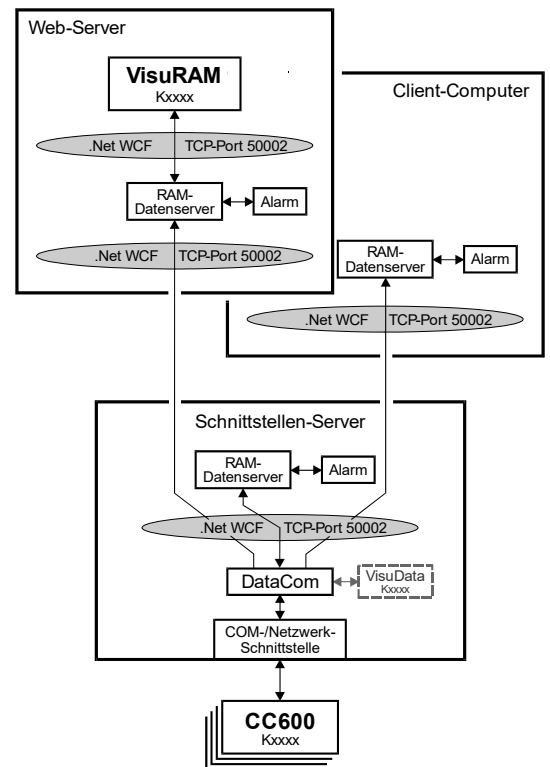 Web-Server
VisuRAM
Kxxxx
.Net WCF TCP-Port 50002
RAM-
Datenserver
Alarm
.Net WCF TCP-Port 50002
Client-Computer
RAM-
Datenserver
Alarm
.Net WCF TCP-Port 50002
Schnittstellen-Server
RAM-
Datenserver
Alarm
.Net WCF TCP-Port 50002
DataCom
VisuData
Kxxxx
COM-/Netzwerk-
Schnittstelle
CC600
Kxxxx